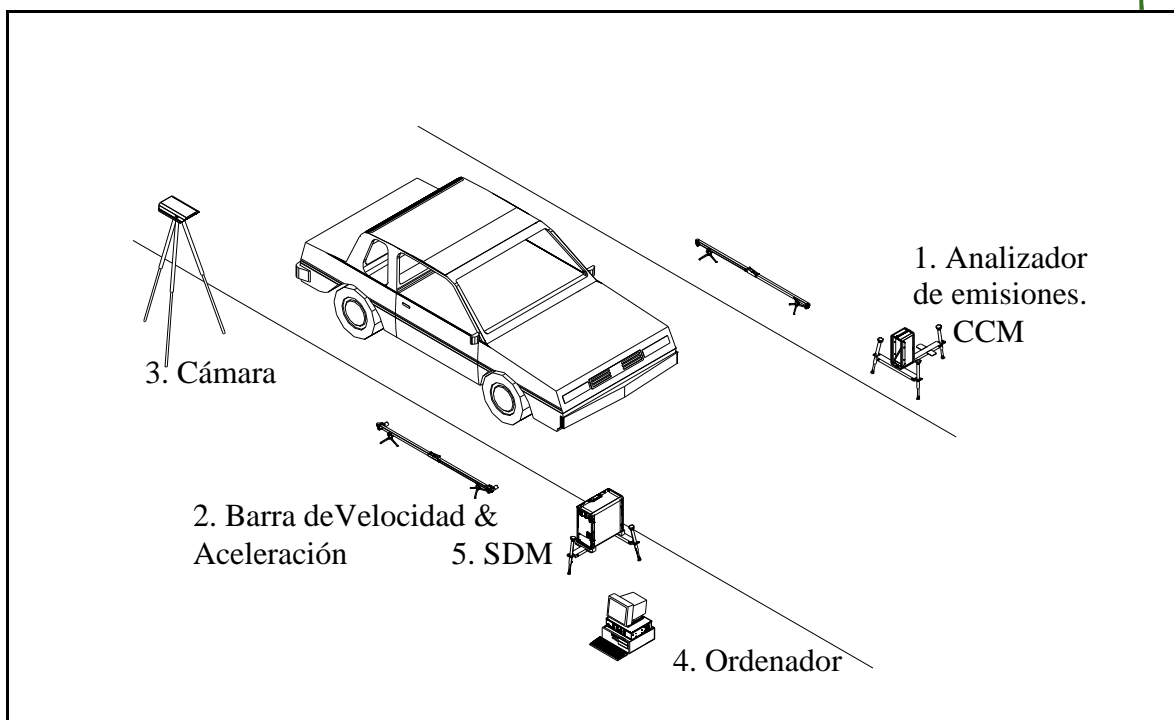 1. Analizador
de emisiones.
CCM
3. Cámara
2. Barra deVelocidad &
Aceleración
5. SDM
4. Ordenador